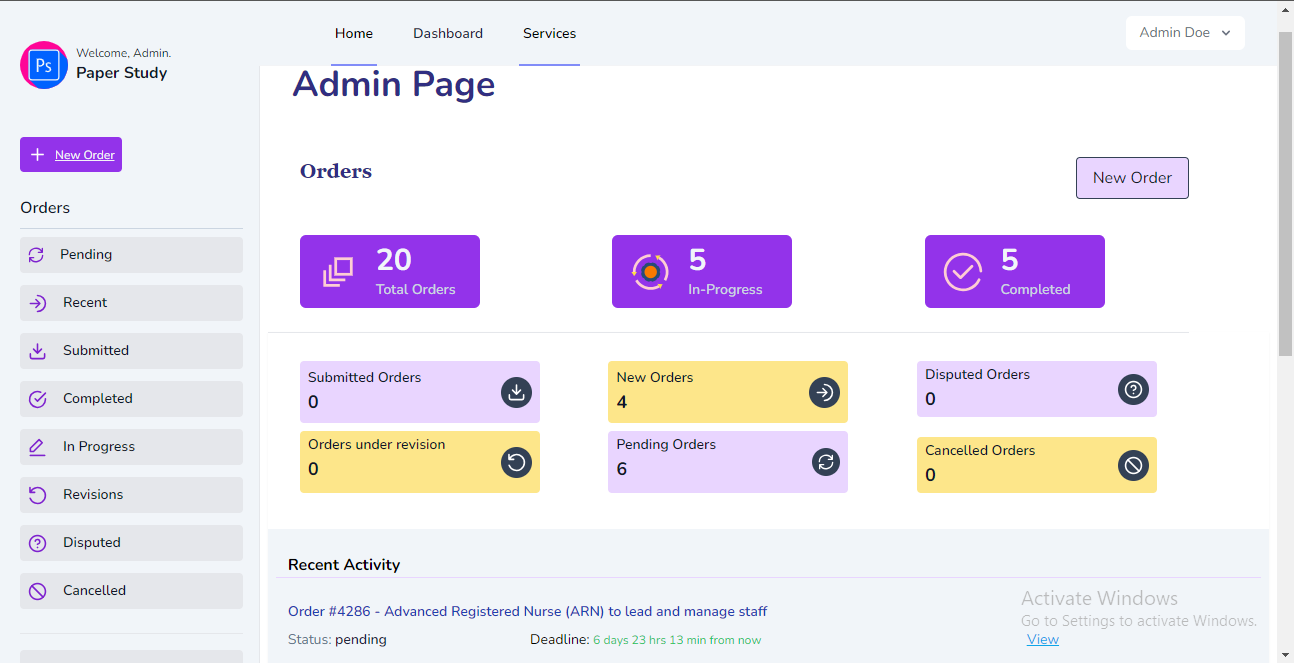 Home
Dashboard
Services
Admin Doe
Ps
Welcome, Admin.
Paper Study
New Order
Orders
Pending
Recent
Submitted
Completed
In Progress
Revisions
Disputed
Cancelled
Admin Page
Orders
New Order
20
Total Orders
5
In-Progress
5
Completed
Submitted Orders
0
New Orders
4
Disputed Orders
0
Orders under revision
0
Pending Orders
6
Cancelled Orders
0
Recent Activity
Order #4286 - Advanced Registered Nurse (ARN) to lead and manage staff
Status: pending
Deadline: 6 days 23 hrs 13 min from now
View
Activate Windows
Go to Settings to activate Windows.